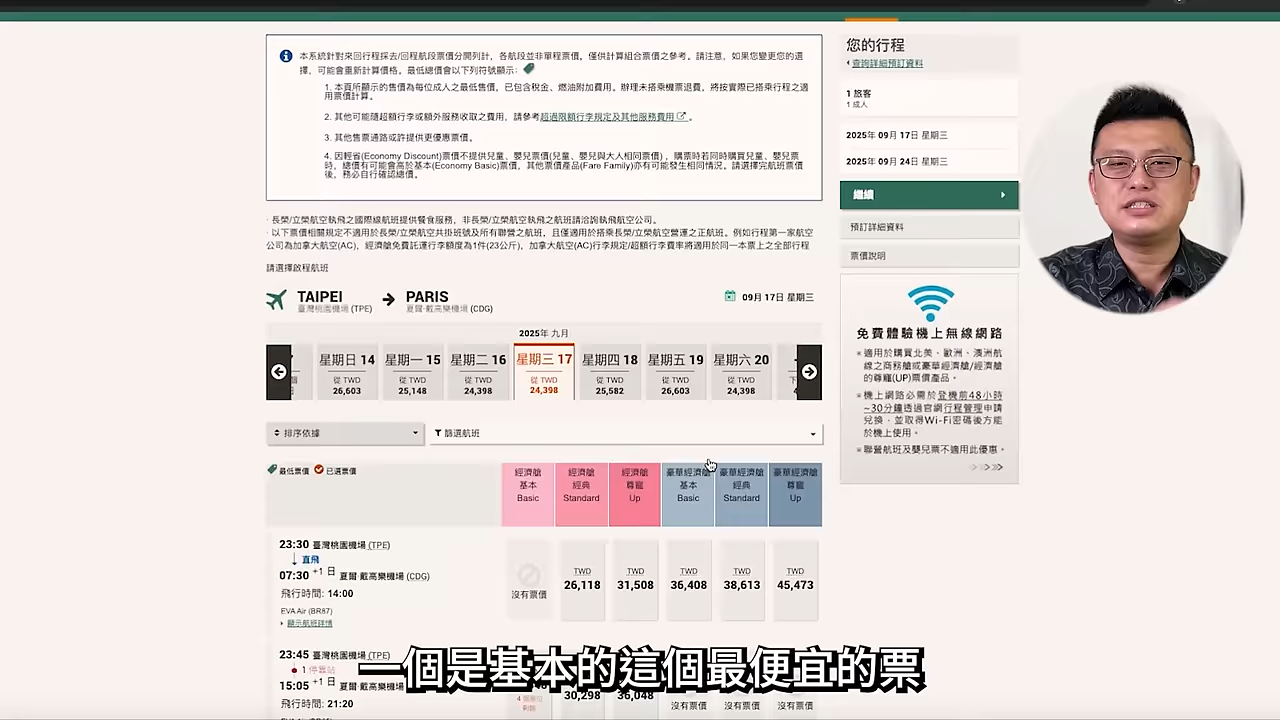 本系統針對來回行程採去/回程航段票價分開列計，各航段並非單程票價，僅供計算組合票價之參考。請注意，如果您變更您的選
擇，可能會重新計算價格。最低總價會以下列符號顯示：
1. 本頁所顯示的售價為每位成人之最低售價，已包含稅金、燃油附加費用。辦理未搭乘機票退費，將按實際已搭乘行程之適
用票價計算。
2. 其他可能隨超額行李或額外服務收取之費用，請參考超過限額行李規定及其他服務費用。
3. 其他售票通路或許提供更優惠票價。
4. 因輕省(Economy Discount)票價不提供兒童、嬰兒票價(兒童、嬰兒與大人相同票價)，購票時若同時購買兒童、嬰兒票
時，總價有可能會高於基本(Economy Basic)票價，其他票價產品(Fare Family)亦有可能發生相同情況。請選擇完航班票價
後，務必自行確認總價。
· 長榮/立榮航空執飛之國際線航班提供餐食服務，非長榮/立榮航空執飛之航班請洽詢執飛航空公司。
· 以下票價相關規定不適用於長榮/立榮航空共掛班號及所有聯營之航班，且僅適用於搭乘長榮/立榮航空營運之正航班。例如行程第一家航空
公司為加拿大航空(AC)，經濟艙免費託運行李額度為1件(23公斤)，加拿大航空(AC)行李規定/超額行李費率將適用於同一本票上之全部行程
請選擇啟程航班
TAIPEI
臺灣桃園機場 (TPE)
PARIS
夏爾·戴高樂機場 (CDG)
09月 17日 星期三
2025年 九月
星期日 14
從 TWD
26,603
星期一 15
從 TWD
25,148
星期二 16
從 TWD
24,398
星期三 17
從 TWD
24,398
星期四 18
從 TWD
25,582
星期五 19
從 TWD
26,603
星期六 20
從 TWD
24,398
排序依據
篩選航班
最低票價
已選票價
經濟艙
基本
Basic
經濟艙
經典
Standard
經濟艙
尊寵
Up
豪華經濟艙
基本
Basic
豪華經濟艙
經典
Standard
豪華經濟艙
尊寵
Up
23:30 臺灣桃園機場 (TPE)
直飛
07:30 +1 日 夏爾·戴高樂機場 (CDG)
飛行時間: 14:00
EVA Air (BR87)
顯示航班詳情
沒有票價
TWD
26,118
TWD
31,508
TWD
36,408
TWD
38,613
TWD
45,473
23:45 臺灣桃園機場 (TPE)
1 停靠站
15:05 +1 日
飛行時間: 21:20
30,298
36,048
沒有票價
沒有票價
沒有票價
您的行程
查詢詳細預訂資料
1 旅客
1 成人
2025年 09月 17日 星期三
2025年 09月 24日 星期三
繼續
預訂詳細資料
票價說明
免費體驗機上無線網路
※適用於購買北美、歐洲、澳洲航
線之商務艙或豪華經濟艙/經濟艙
的尊寵(UP)票價產品。
※機上網路必需於登機前48小時
~30分鐘透過官網行程管理申請
兌換，並取得Wi-Fi密碼後方能
於機上使用。
※聯營航班及嬰兒票不適用此優惠。
一個是基本的這個最便宜的票